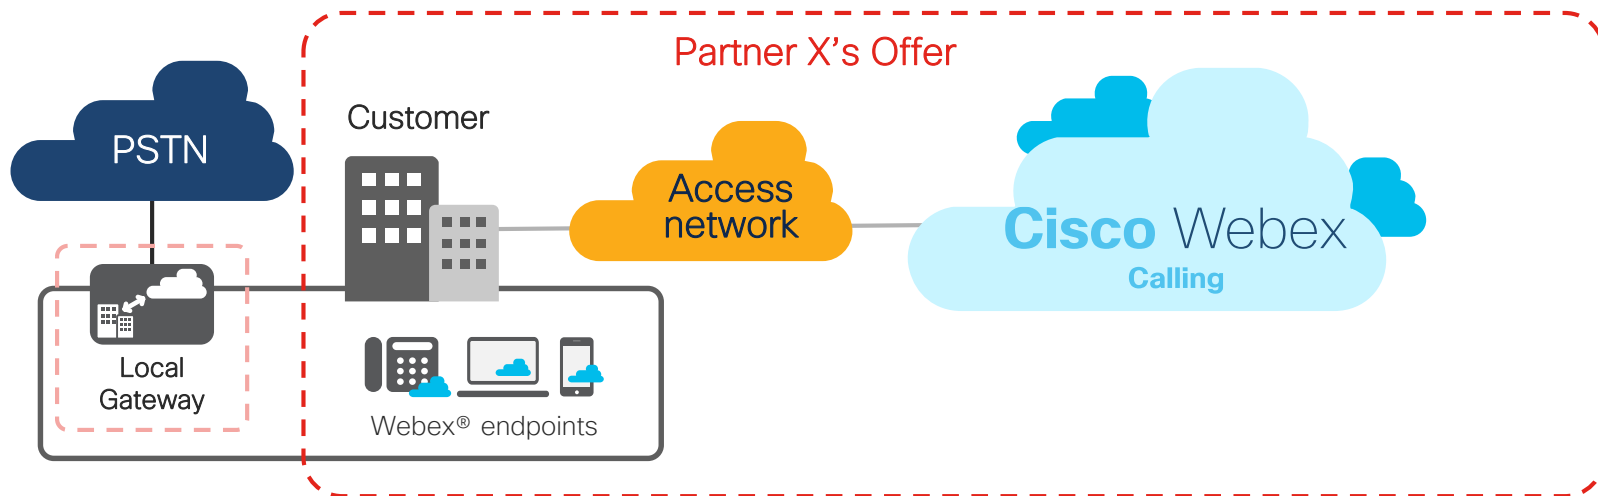 Partner X's Offer
Customer
PSTN
Access
network
Cisco Webex
Calling
Local
Gateway
Webex® endpoints